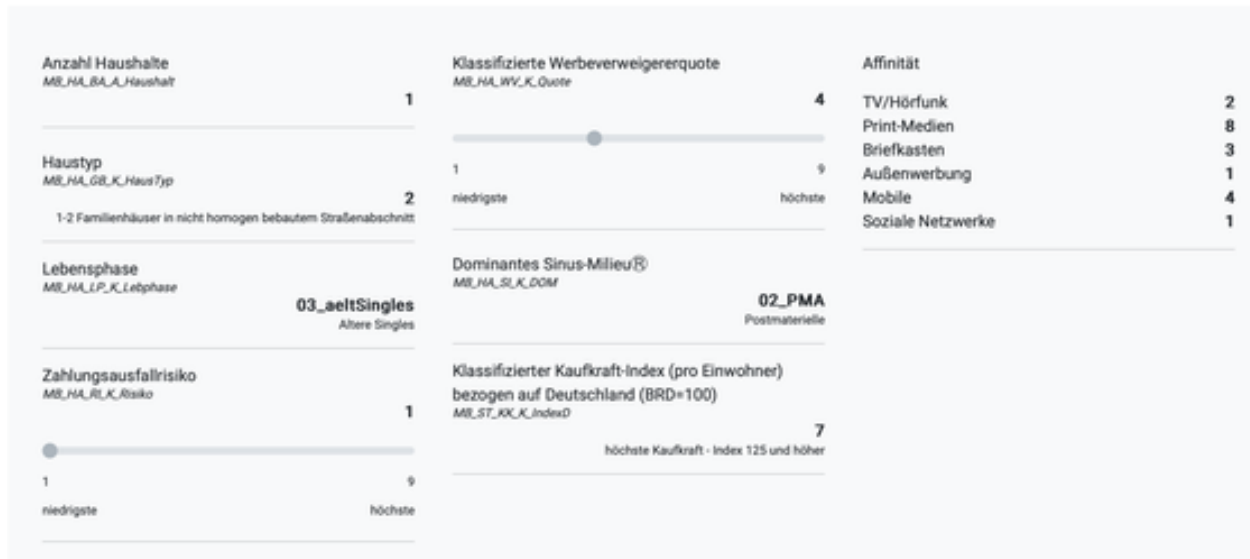 Anzahl Haushalte
MB_HA_BA_A_Haushalt
1
Haustyp
MB_HA_GB_K_HausTyp
2
1-2 Familienhäuser in nicht homogen bebautem Straßenabschnitt
Lebensphase
MB_HA_LP_K_Lebphase
03_aeltSingles
Altere Singles
Zahlungsausfallrisiko
MB_HA_RI_K_Risiko
1
1 9
niedrigste höchste
Klassifizierte Werbeverweigererquote
MB_HA_WV_K_Quote
4
1 9
niedrigste höchste
Dominantes Sinus-Milieu®
MB_HA_SI_K_DOM
02_PMA
Postmaterielle
Klassifizierter Kaufkraft-Index (pro Einwohner)
bezogen auf Deutschland (BRD=100)
MB_ST_KK_K_IndexD
7
höchste Kaufkraft - Index 125 und höher
Affinität
TV/Hörfunk 2
Print-Medien 8
Briefkasten 3
Außenwerbung 1
Mobile 4
Soziale Netzwerke 1